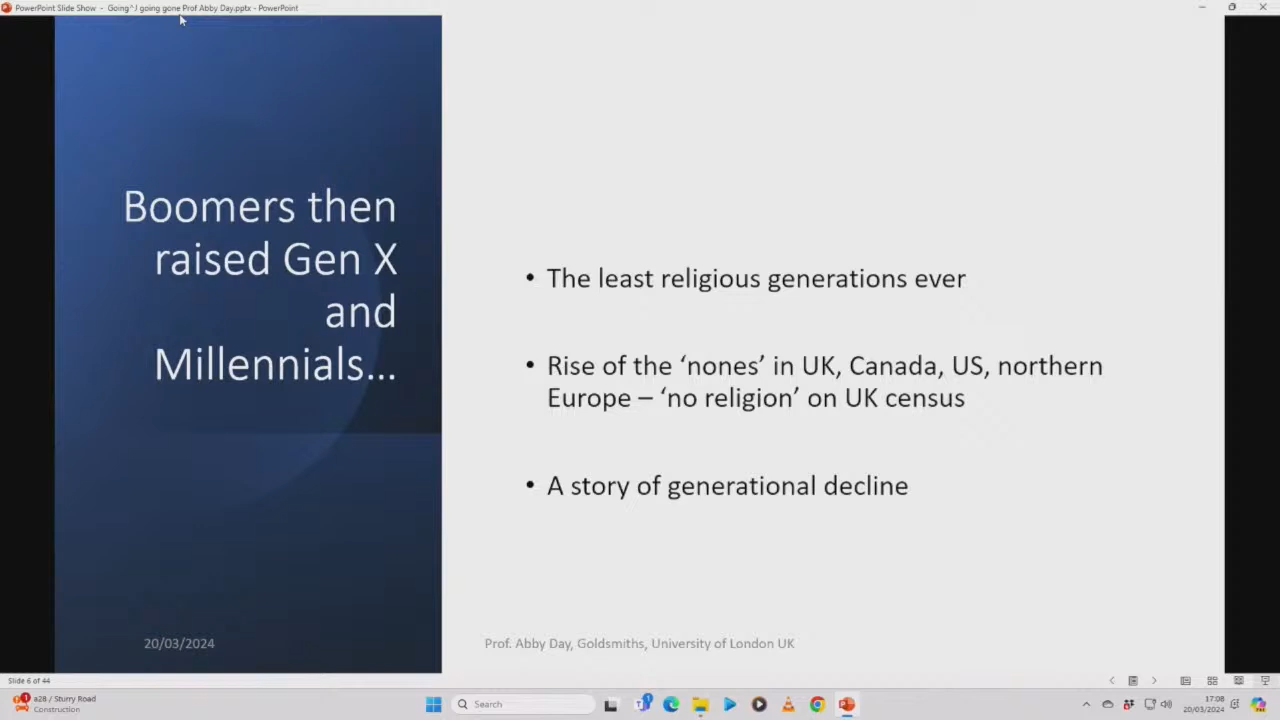 PowerPoint Slide Show - Going^J going gone Prof Abby Day.pptx - PowerPoint
Boomers then
raised Gen X
and
Millennials...
• The least religious generations ever
• Rise of the ‘nones’ in UK, Canada, US, northern
Europe – ‘no religion’ on UK census
• A story of generational decline
20/03/2024
Prof. Abby Day, Goldsmiths, University of London UK
Slide 6 of 44
1
a28 / Sturry Road
Construction
Search
1
17:08
20/03/2024